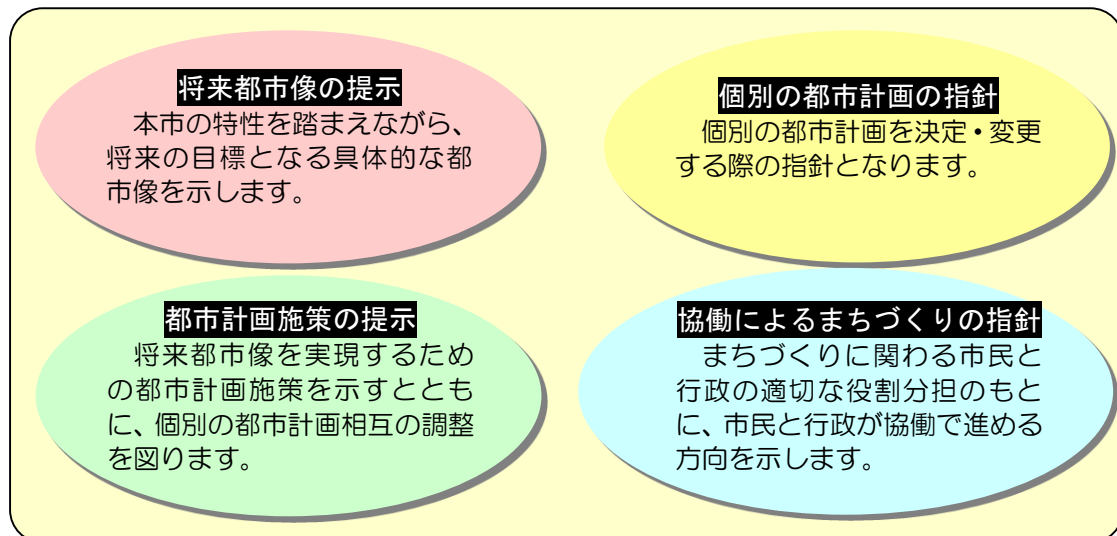 将来都市像の提示
本市の特性を踏まえながら、
将来の目標となる具体的な都
市像を示します。
個別の都市計画の指針
個別の都市計画を決定・変更
する際の指針となります。
都市計画施策の提示
将来都市像を実現するため
の都市計画施策を示すととも
に、個別の都市計画相互の調整
を図ります。
協働によるまちづくりの指針
まちづくりに関わる市民と
行政の適切な役割分担のもと
に、市民と行政が協働で進める
方向を示します。